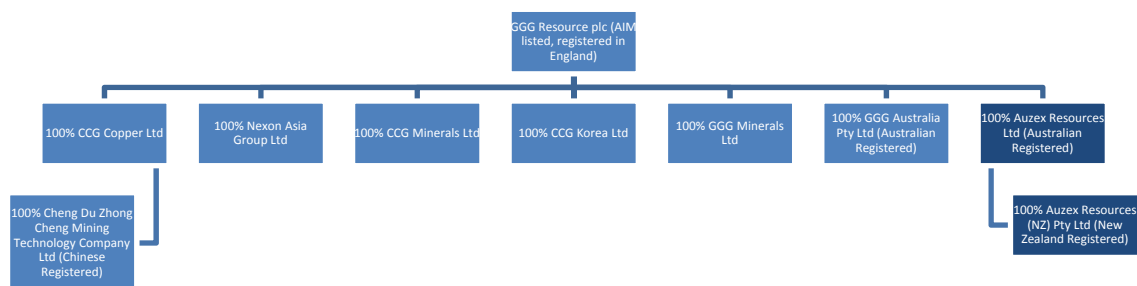 GGG Resource plc (AIM
listed, registered in
England)
100% CCG Copper Ltd
100% Nexon Asia
Group Ltd
100% CCG Minerals Ltd
100% CCG Korea Ltd
100% GGG Minerals
Ltd
100% GGG Australia
Pty Ltd (Australian
Registered)
100% Auzex Resources
Ltd (Australian
Registered)
100% Cheng Du Zhong
Cheng Mining
Technology Company
Ltd (Chinese
Registered)
100% Auzex Resources
(NZ) Pty Ltd (New
Zealand Registered)